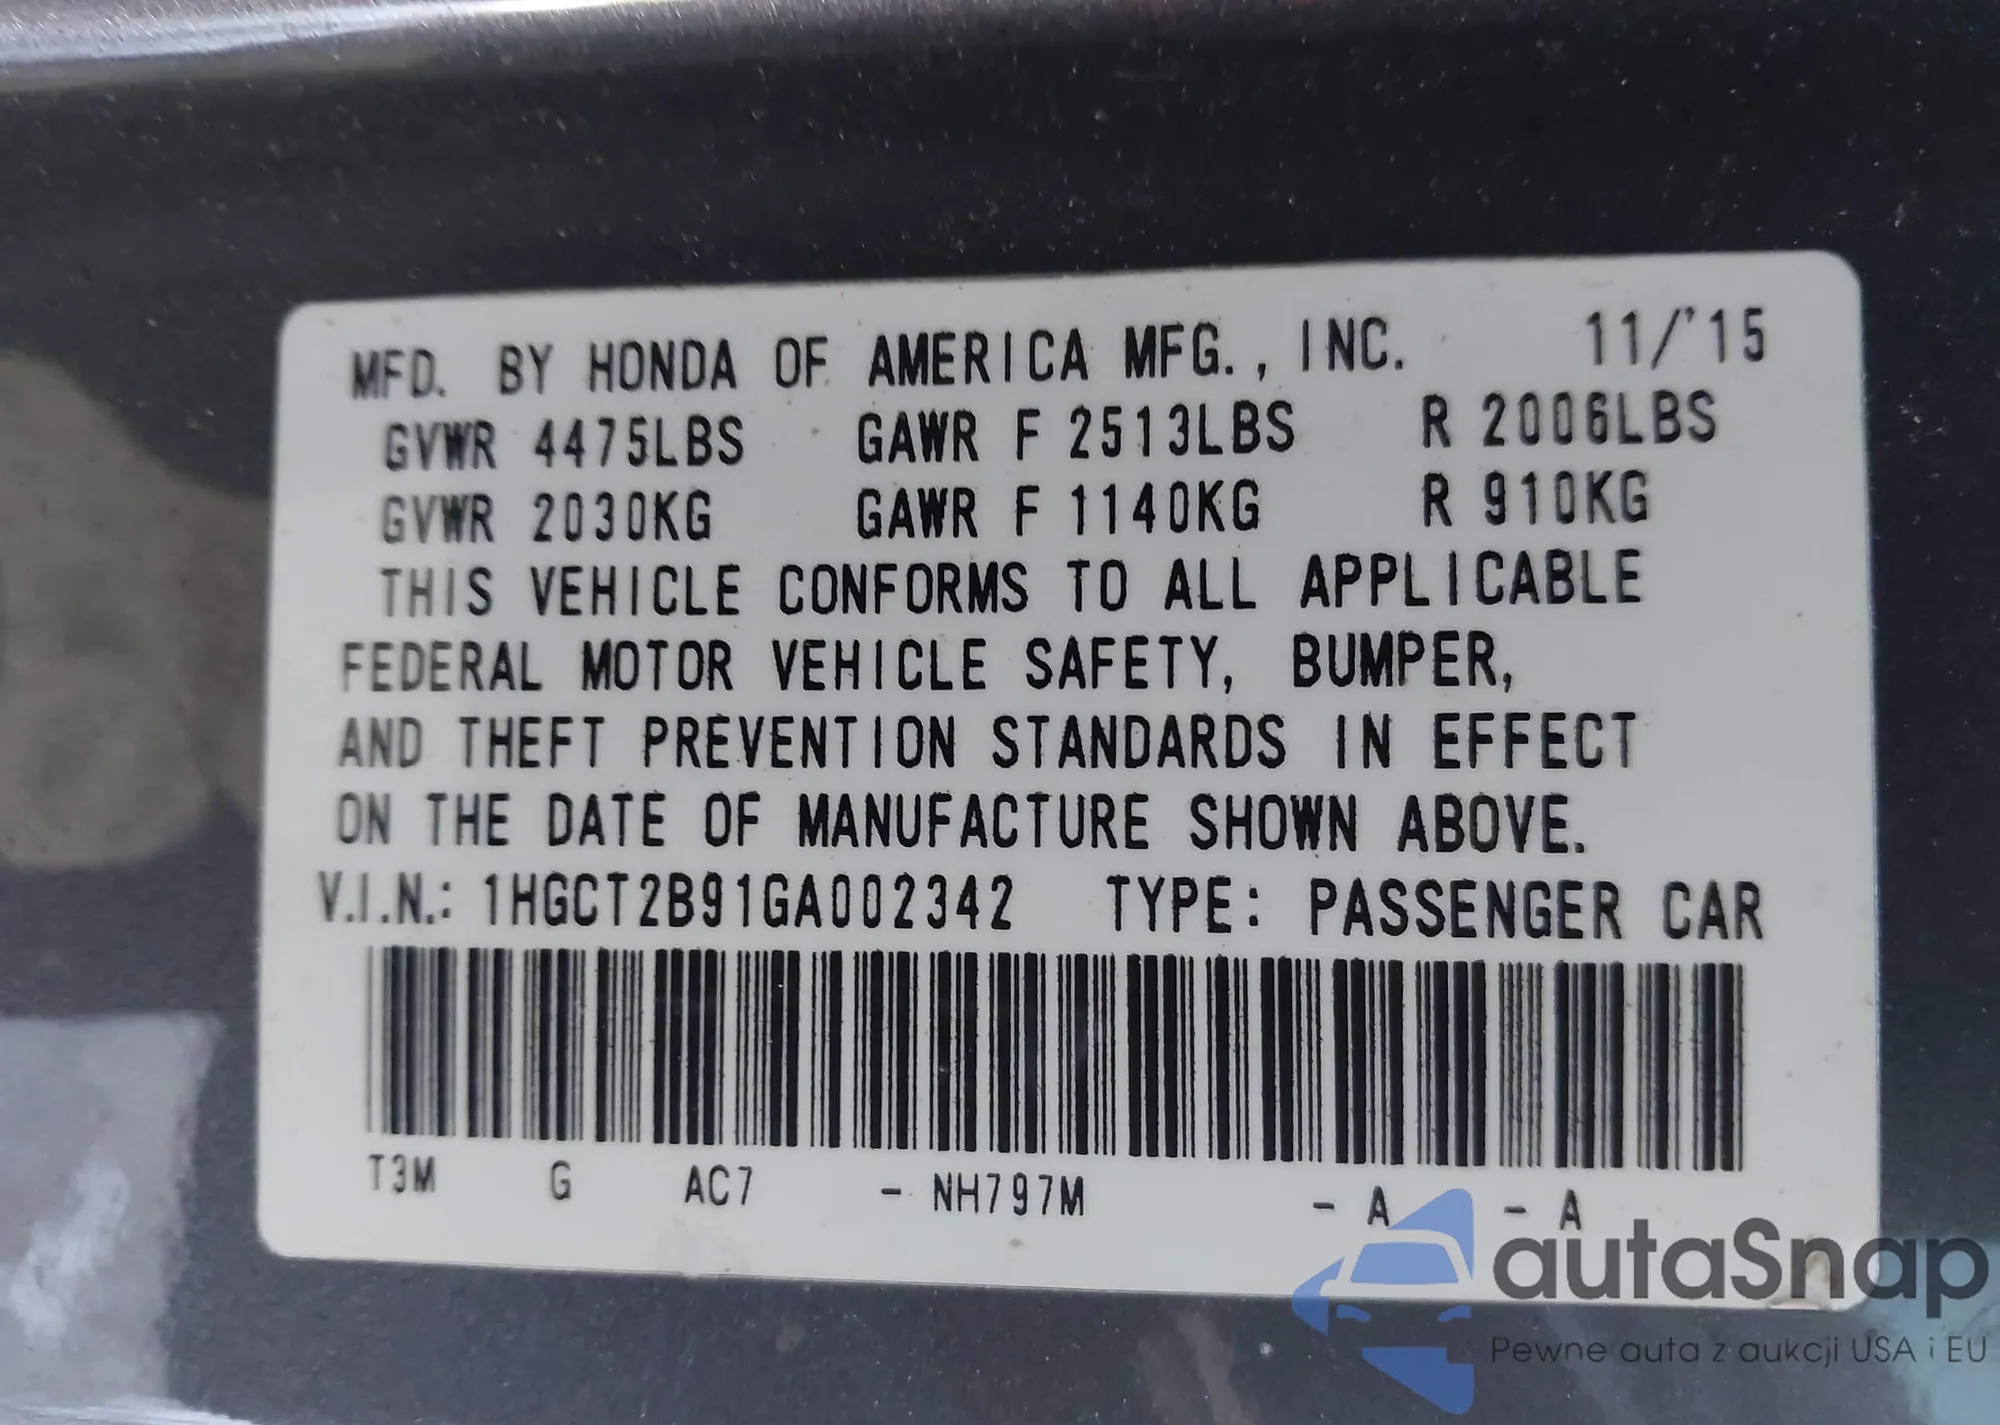 MFD. BY HONDA OF AMERICA MFG., INC. 11/'15
GVWR 4475LBS GAWR F 2513LBS R 2006LBS
GVWR 2030KG GAWR F 1140KG R 910KG
THIS VEHICLE CONFORMS TO ALL APPLICABLE
FEDERAL MOTOR VEHICLE SAFETY, BUMPER,
AND THEFT PREVENTION STANDARDS IN EFFECT
ON THE DATE OF MANUFACTURE SHOWN ABOVE.
V.I.N.: 1HGCT2B91GA002342 TYPE: PASSENGER CAR
T3M G AC7 - NH797M - A - A
autaSnap
Pewne auta z aukcji USA i EU